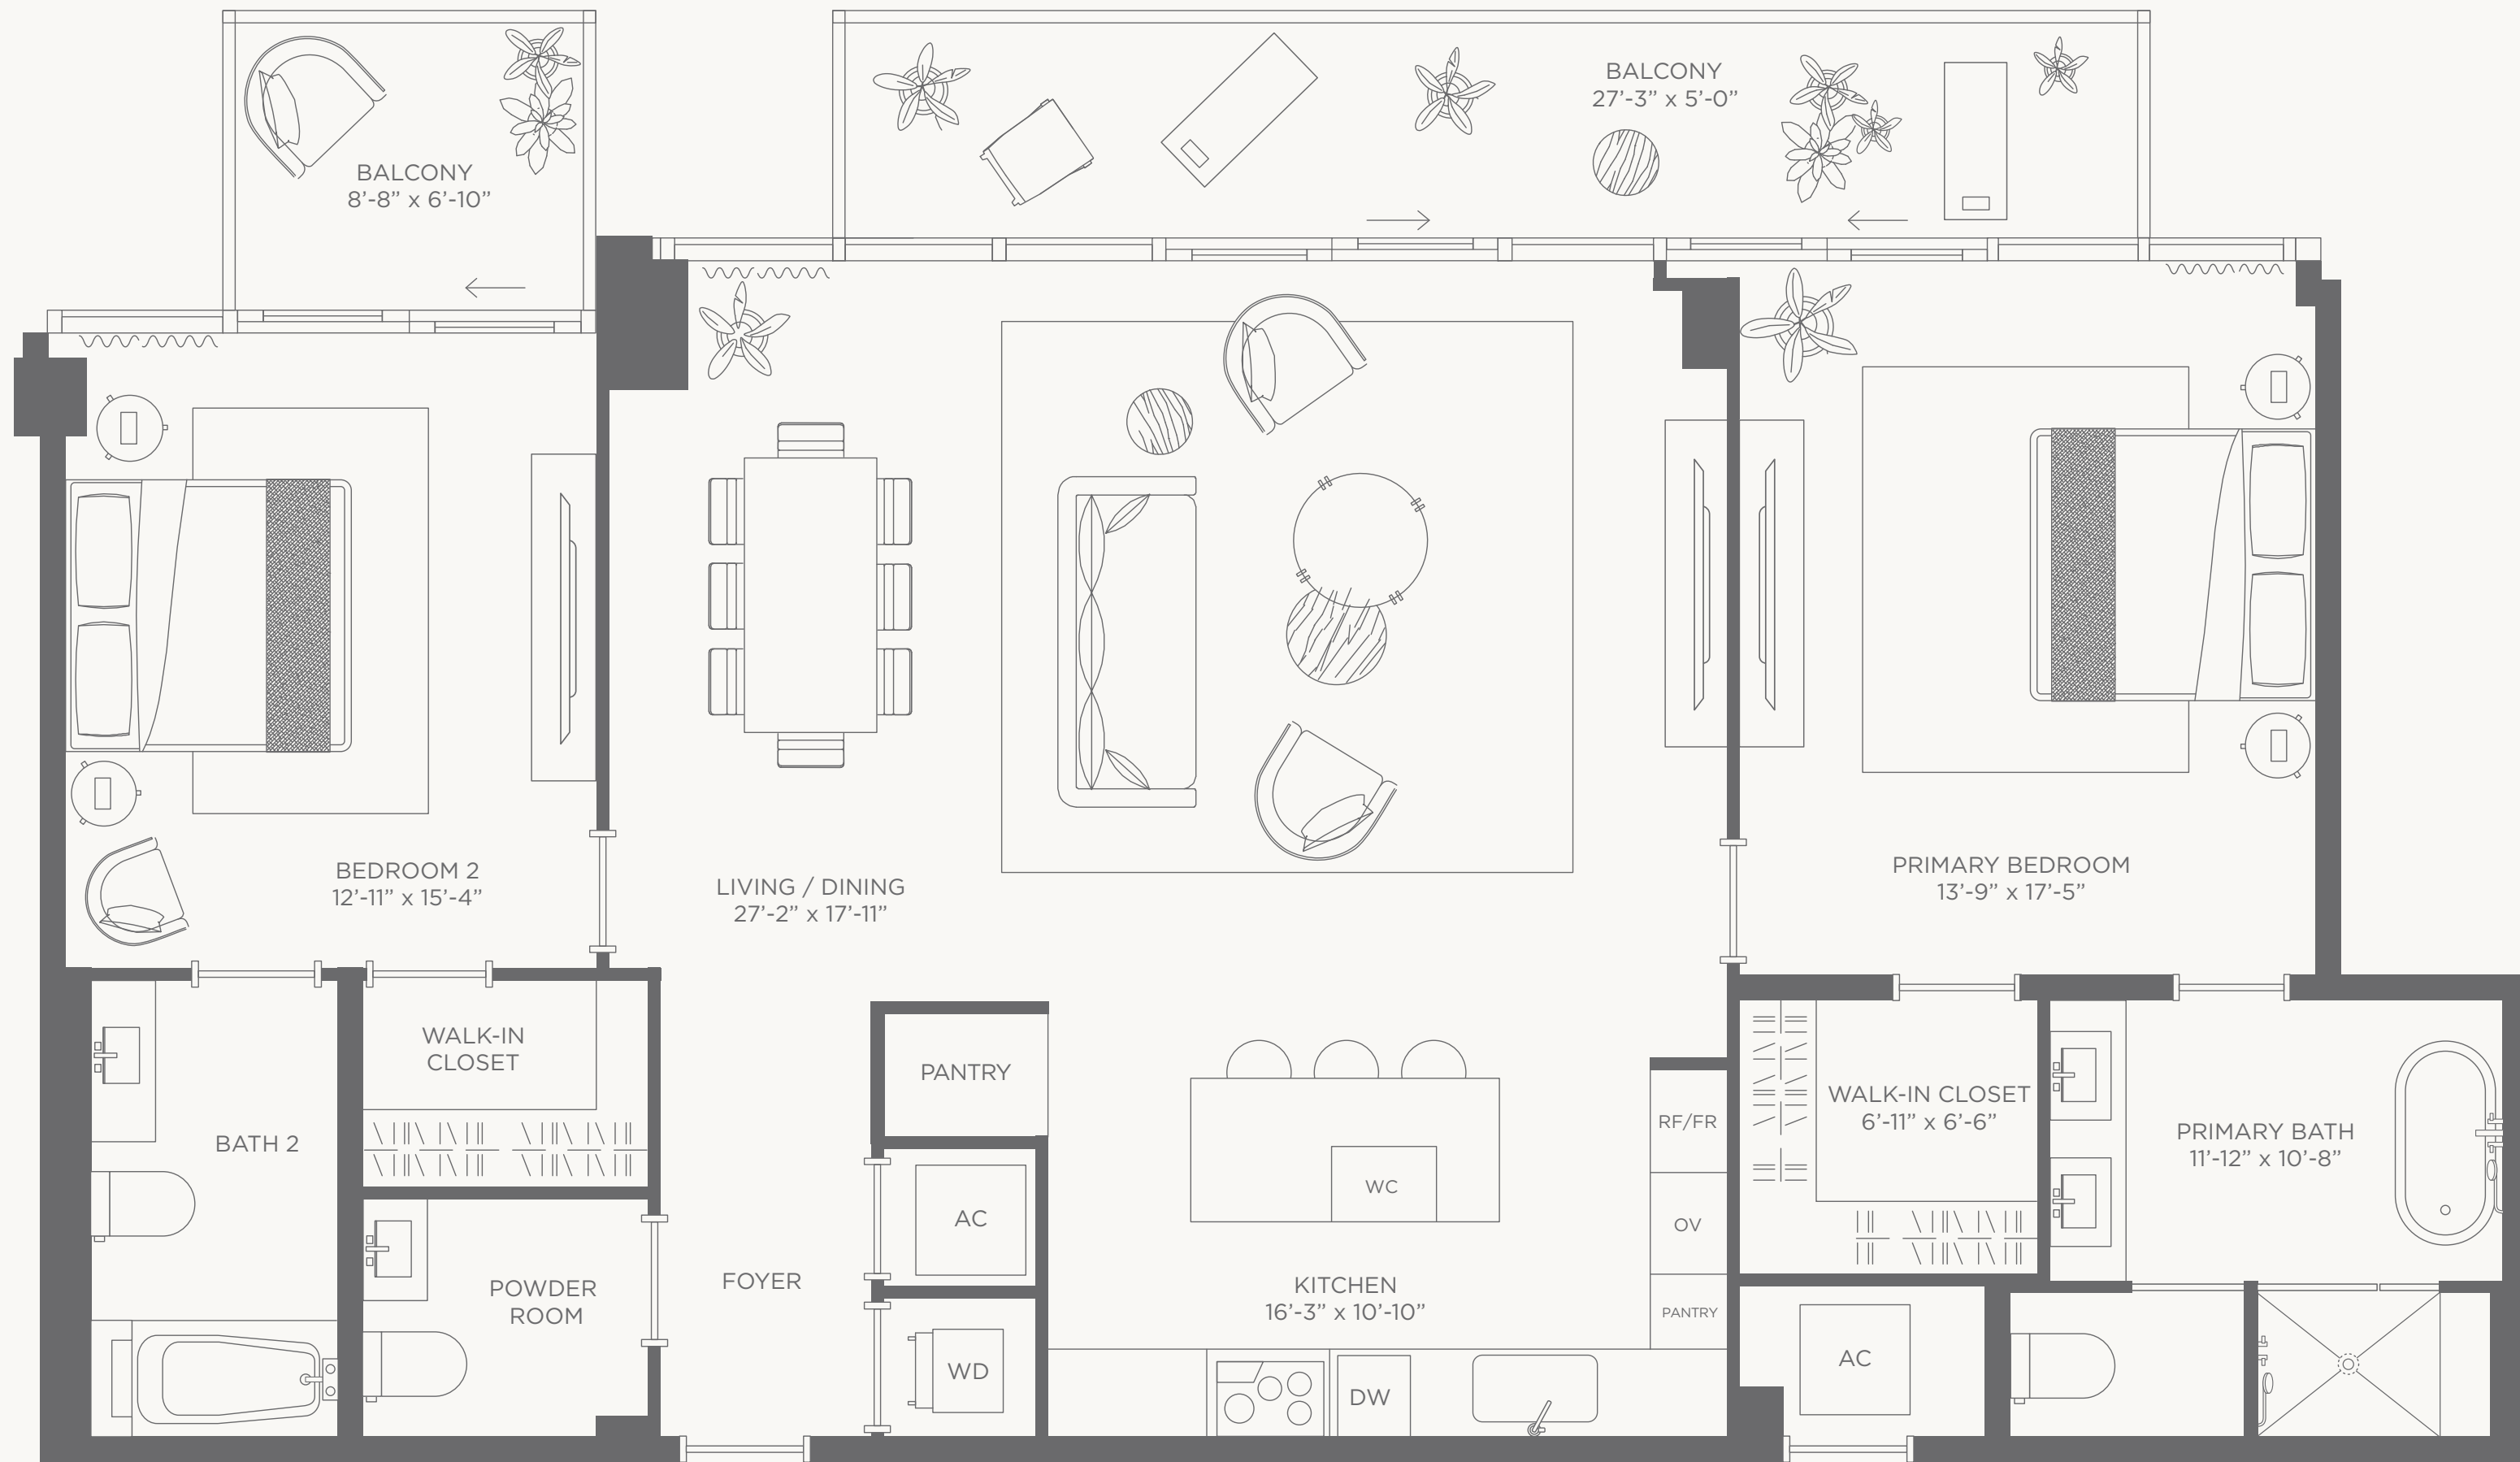 BALCONY
27’-3” x 5’-0”
BALCONY
8’-8” x 6’-10”
BEDROOM 2
12’-11” x 15’-4”
LIVING / DINING
27’-2” x 17’-11”
PRIMARY BEDROOM
13’-9” x 17’-5”
WALK-IN
CLOSET
PANTRY
BATH 2
RF/FR
WALK-IN CLOSET
6’-11” x 6’-6”
PRIMARY BATH
11’-12” x 10’-8”
WC
AC
OV
POWDER
ROOM
FOYER
KITCHEN
16’-3” x 10’-10”
PANTRY
WD
DW
AC